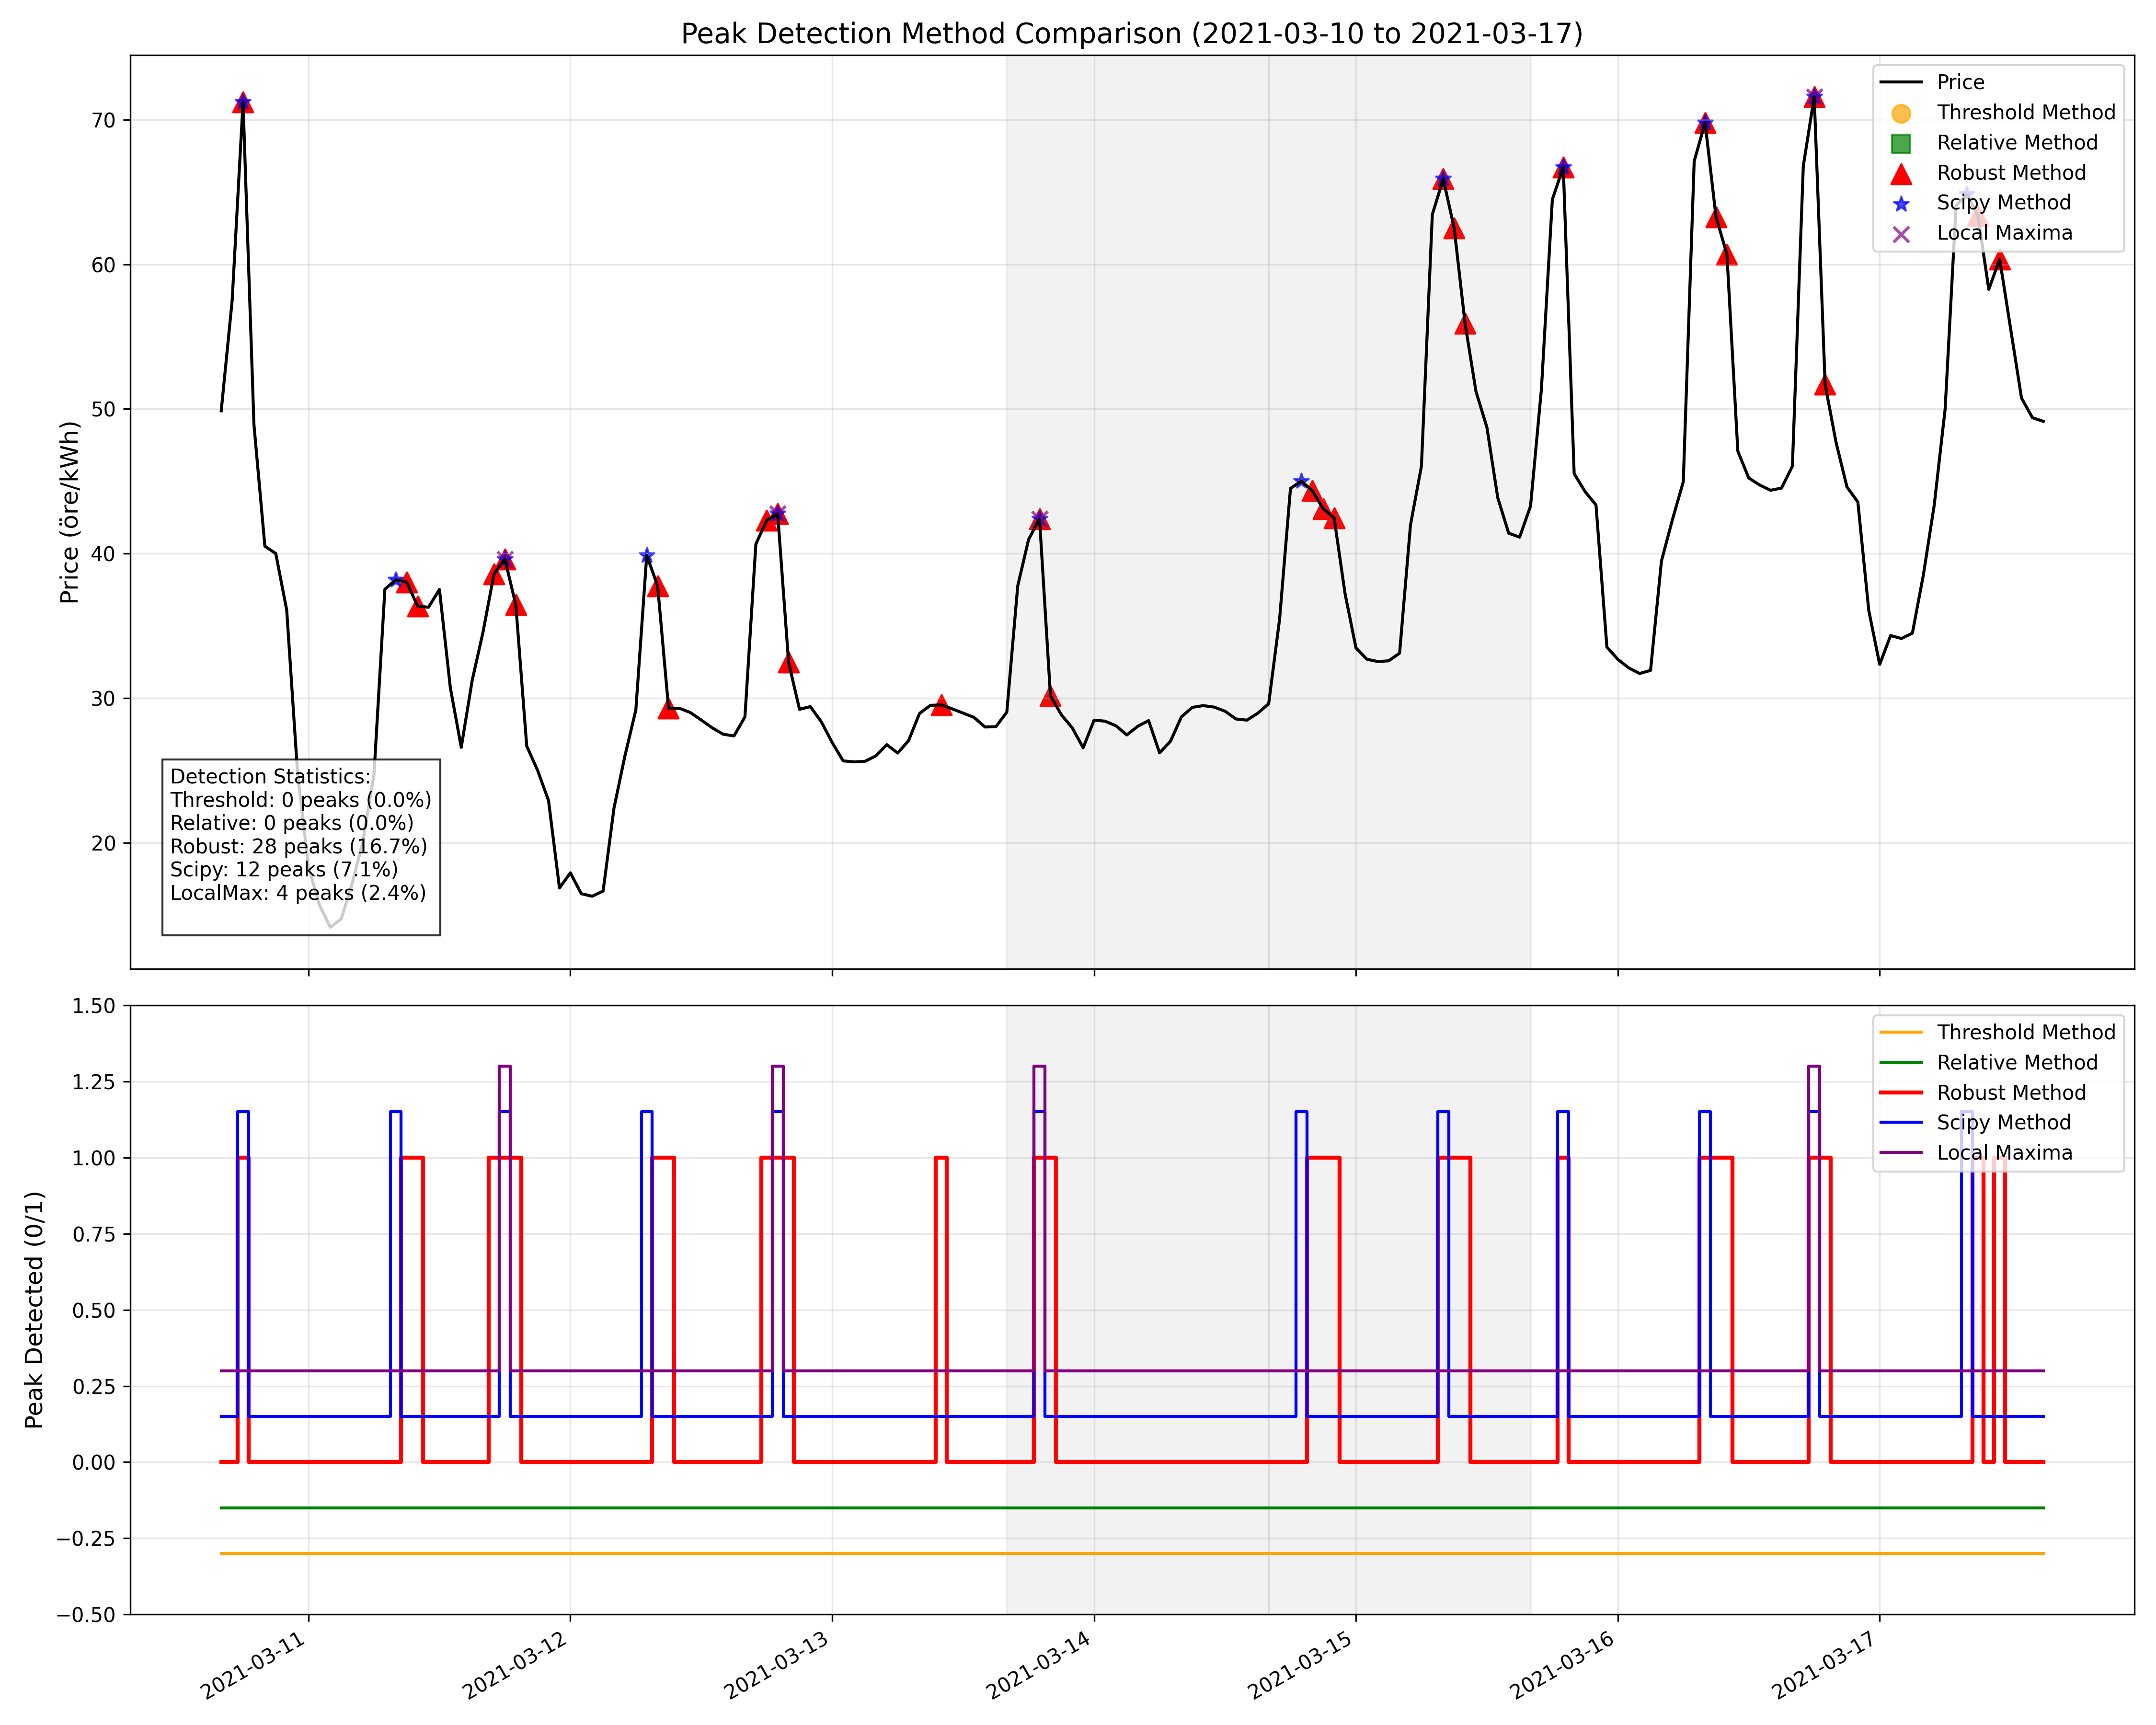 Peak Detection Method Comparison (2021-03-10 to 2021-03-17)
Price (öre/kWh)
70
60
50
40
30
20
Price
Threshold Method
Relative Method
Robust Method
Scipy Method
Local Maxima
Detection Statistics:
Threshold: 0 peaks (0.0%)
Relative: 0 peaks (0.0%)
Robust: 28 peaks (16.7%)
Scipy: 12 peaks (7.1%)
LocalMax: 4 peaks (2.4%)
Peak Detected (0/1)
1.50
1.25
1.00
0.75
0.50
0.25
0.00
−0.25
−0.50
Threshold Method
Relative Method
Robust Method
Scipy Method
Local Maxima
2021-03-11
2021-03-12
2021-03-13
2021-03-14
2021-03-15
2021-03-16
2021-03-17